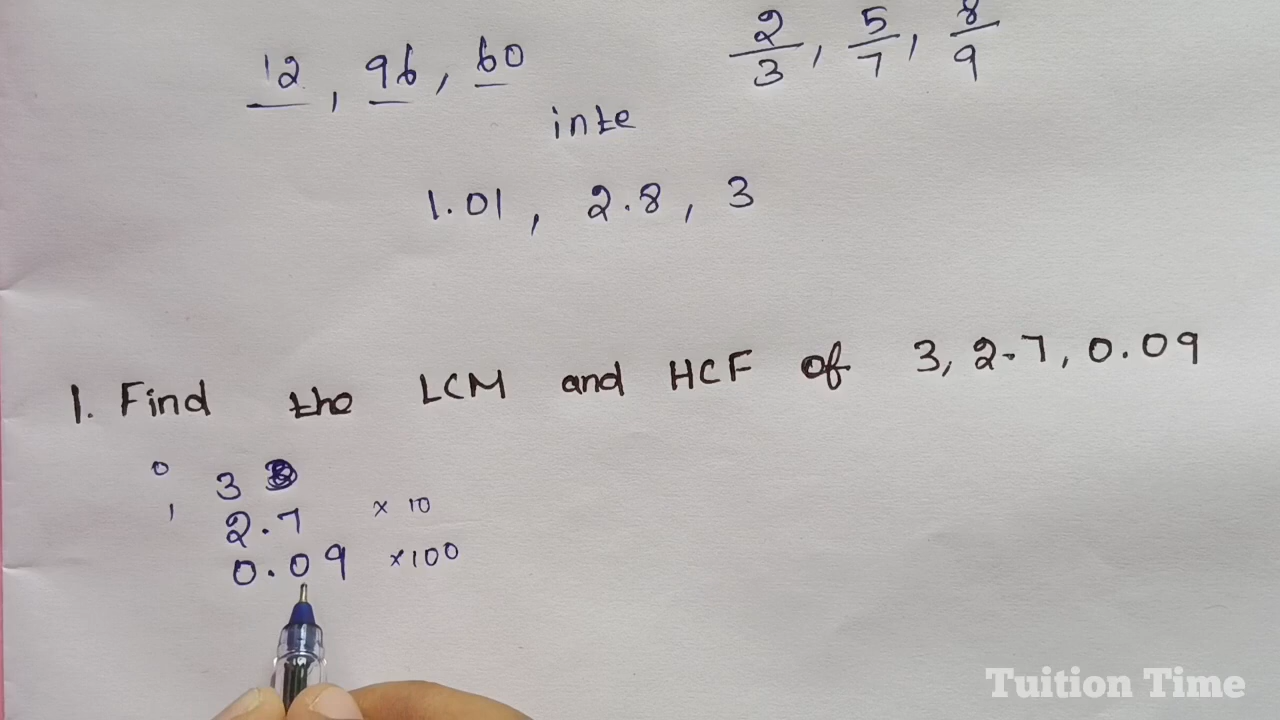 12, 96, 60
2/3, 5/7, 8/9
inte
1.01, 2.8, 3
1. Find the LCM and HCF of 3, 2.7, 0.09
0 3
1 2.7 × 10
0.09 ×100
Tuition Time